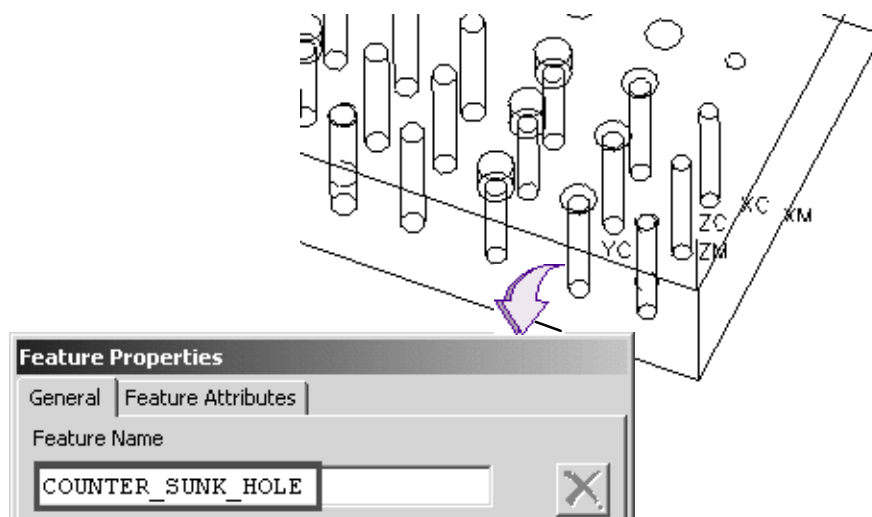 XC
XM
ZC
YC
ZM
Feature Properties
General
Feature Attributes
Feature Name
COUNTER_SUNK_HOLE